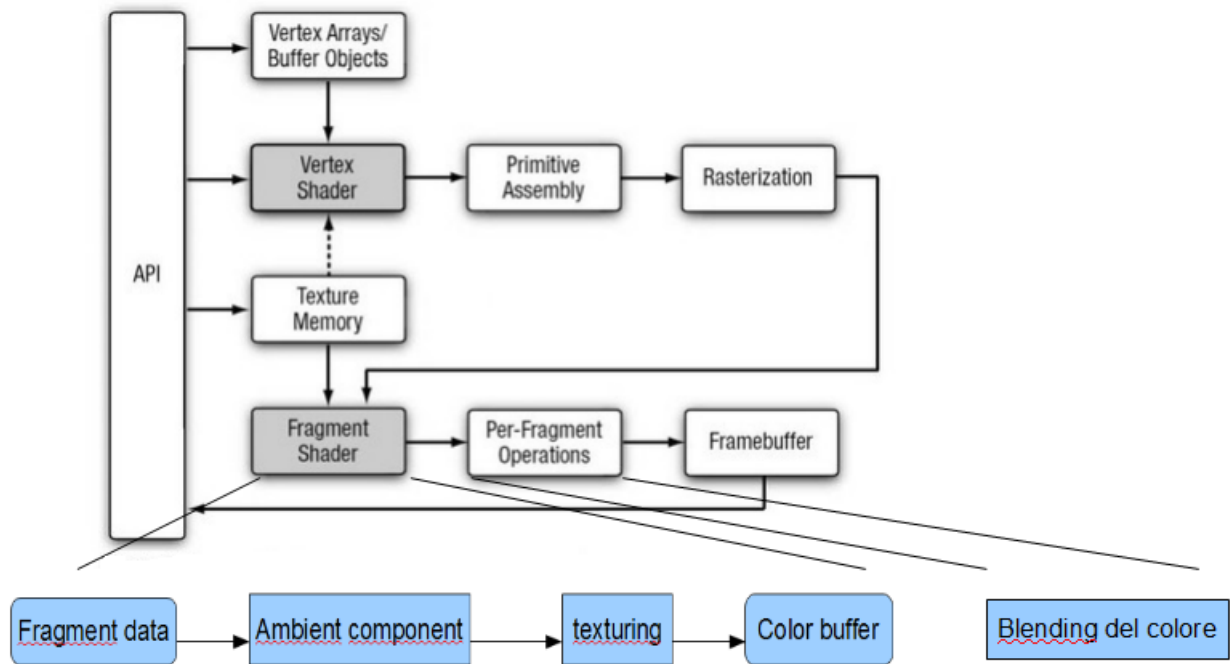 Vertex Arrays/
Buffer Objects
Vertex
Shader
Primitive
Assembly
Rasterization
API
Texture
Memory
Fragment
Shader
Per-Fragment
Operations
Framebuffer
Fragment data
Ambient component
texturing
Color buffer
Blending del colore